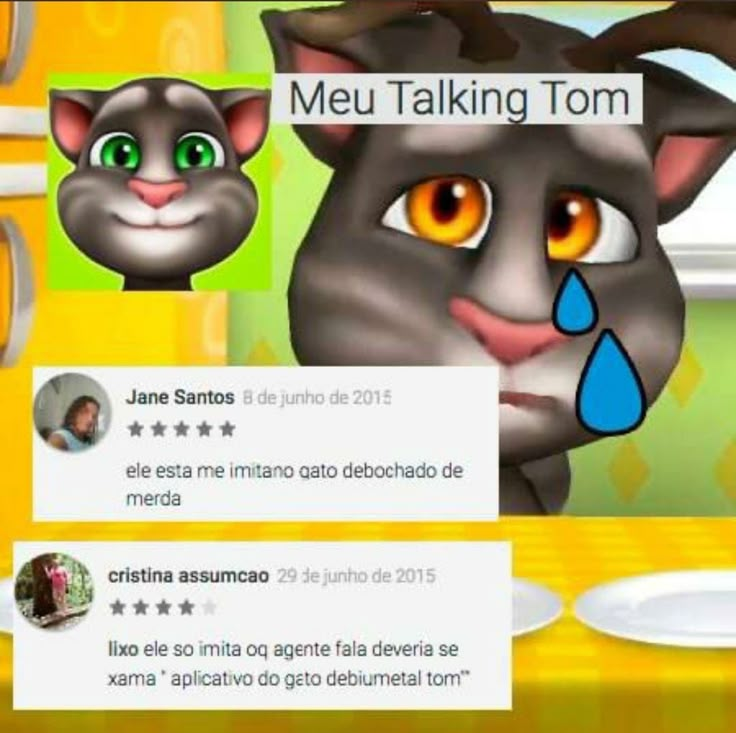 Meu Talking Tom
Jane Santos 8 de junho de 2015
ele esta me imitano gato debochado de
merda
cristina assumcao 29 de junho de 2015
lixo ele so imita oq agente fala deveria se
xama " aplicativo do gato debiumetal tom""